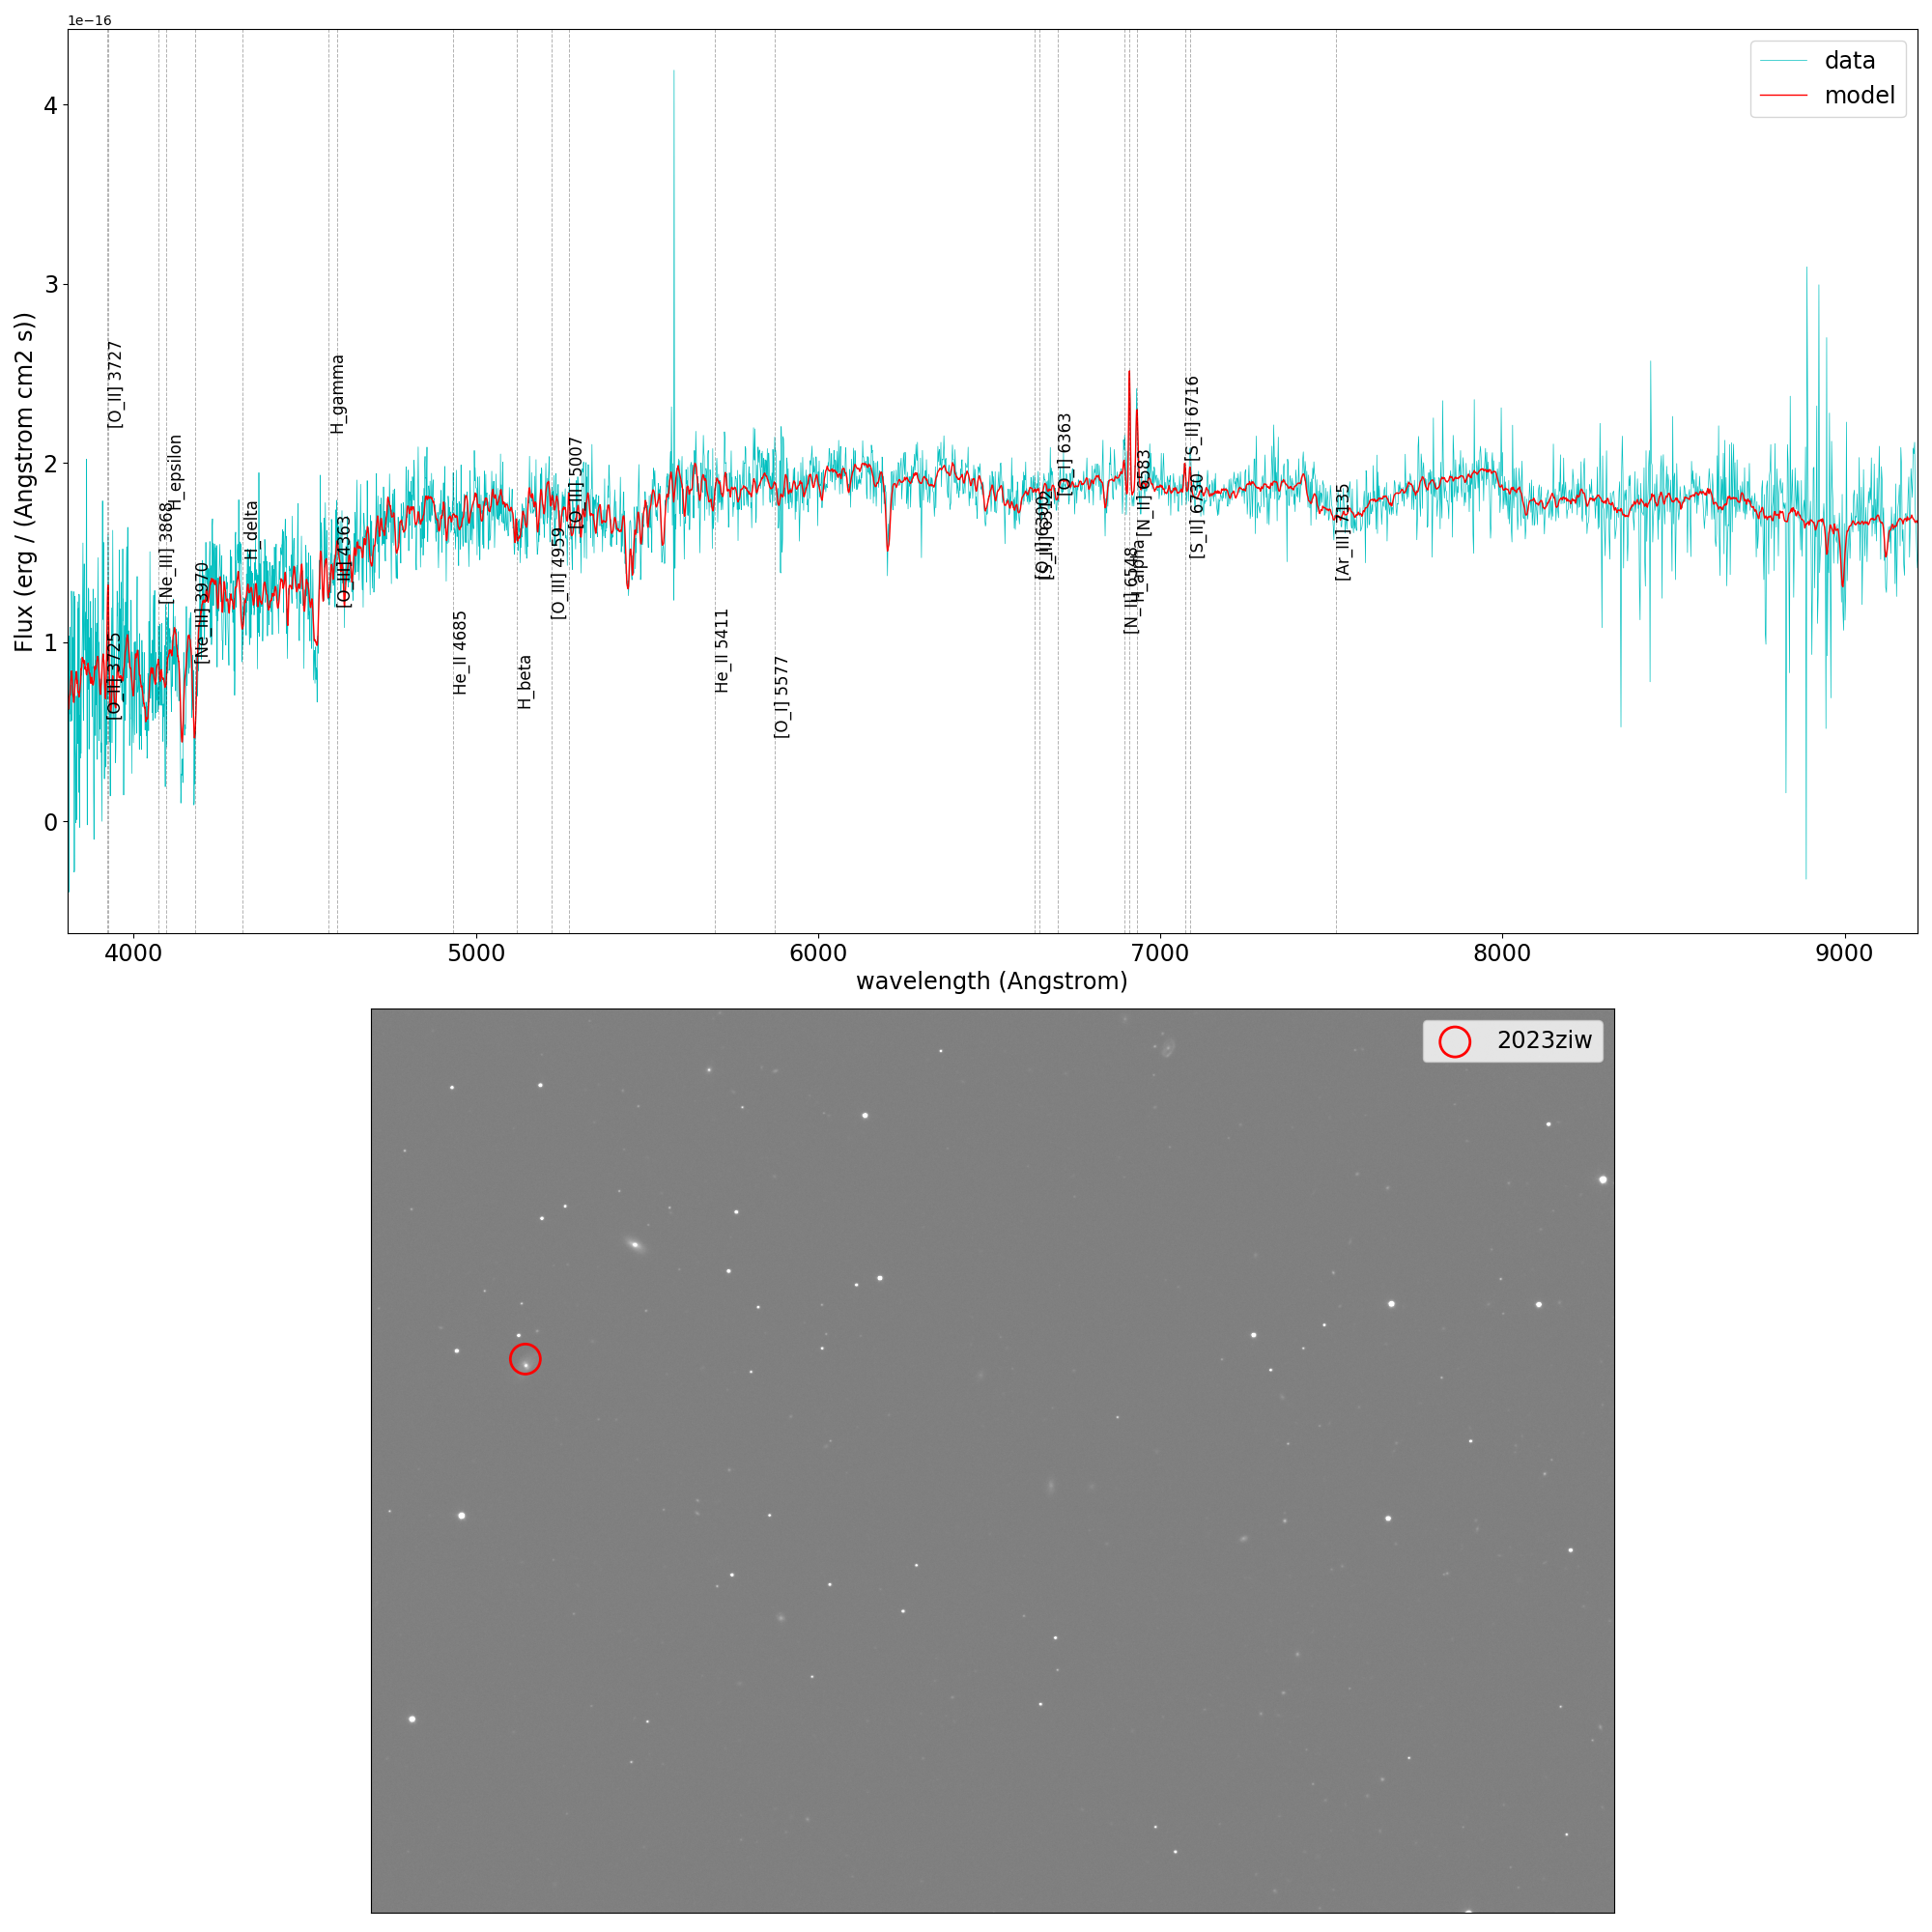 1e−16
data
model
4
3
2
1
0
Flux (erg / (Angstrom cm2 s))
[O_II] 3727
[O_II] 3725
[Ne_III] 3868
H_epsilon
[Ne_III] 3970
H_delta
H_gamma
[O_III] 4363
He_II 4685
H_beta
[O_III] 4959
[O_III] 5007
He_II 5411
[O_I] 5577
[O_I] 6300
[O_I] 6363
[N_II] 6548
H_alpha
[N_II] 6583
[S_II] 6716
[S_II] 6730
[Ar_III] 7135
4000
5000
6000
7000
8000
9000
wavelength (Angstrom)
2023ziw